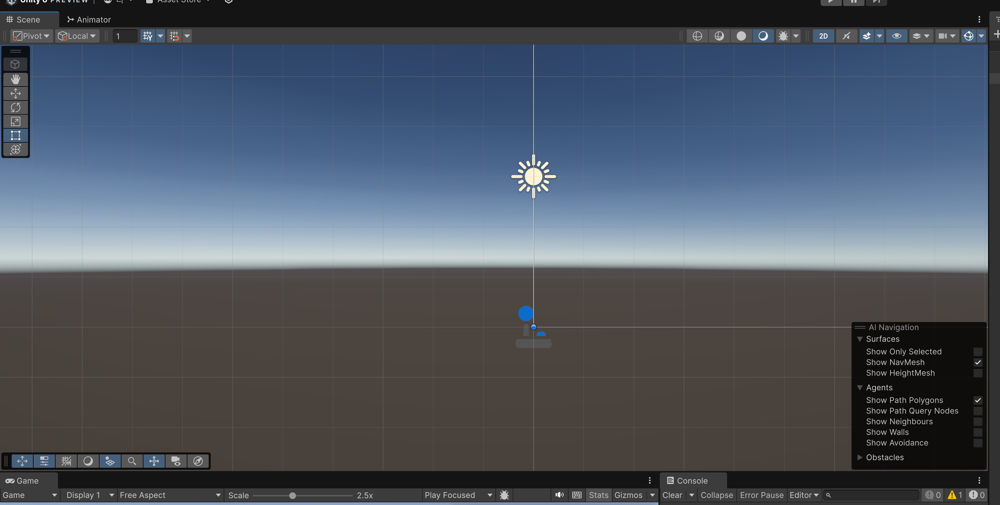 Unity 6 PREVIEW
Asset Store
Scene
Animator
Pivot
Local
1
2D
AI Navigation
Surfaces
Show Only Selected
Show NavMesh
Show HeightMesh
Agents
Show Path Polygons
Show Path Query Nodes
Show Neighbours
Show Walls
Show Avoidance
Obstacles
Game
Console
Game
Display 1
Free Aspect
Scale
2.5x
Play Focused
Stats
Gizmos
Clear
Collapse
Error Pause
Editor
0
1
0